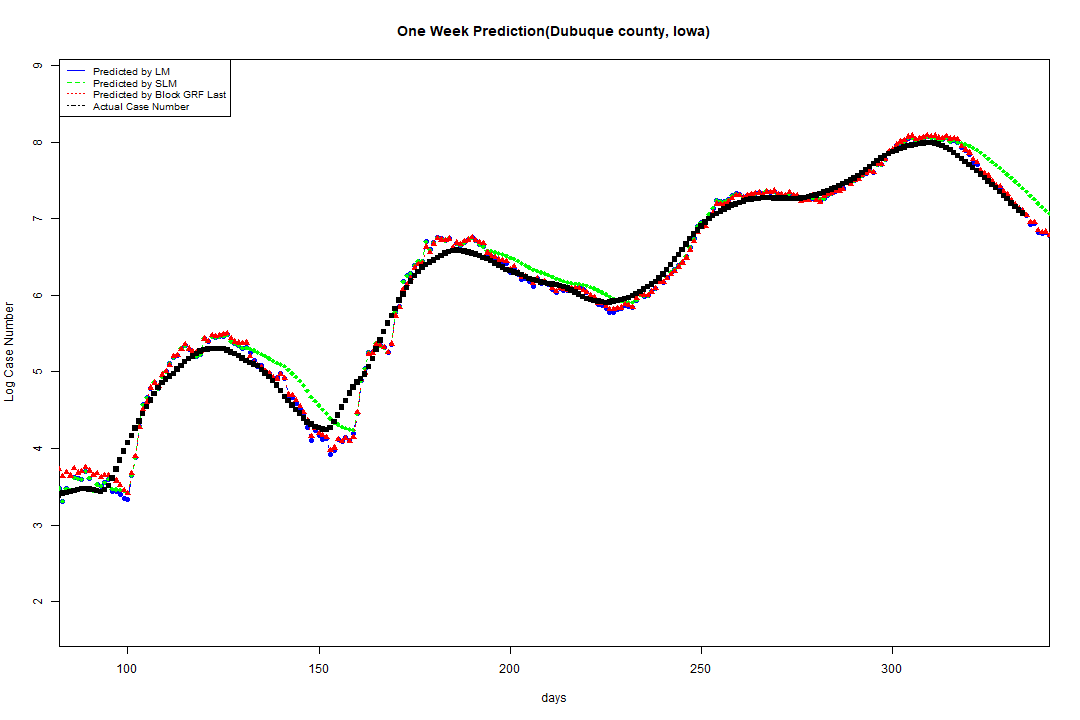 One Week Prediction(Dubuque county, Iowa)
Predicted by LM
Predicted by SLM
Predicted by Block GRF Last
Actual Case Number
Log Case Number
9
8
7
6
5
4
3
2
100 150 200 250 300
days